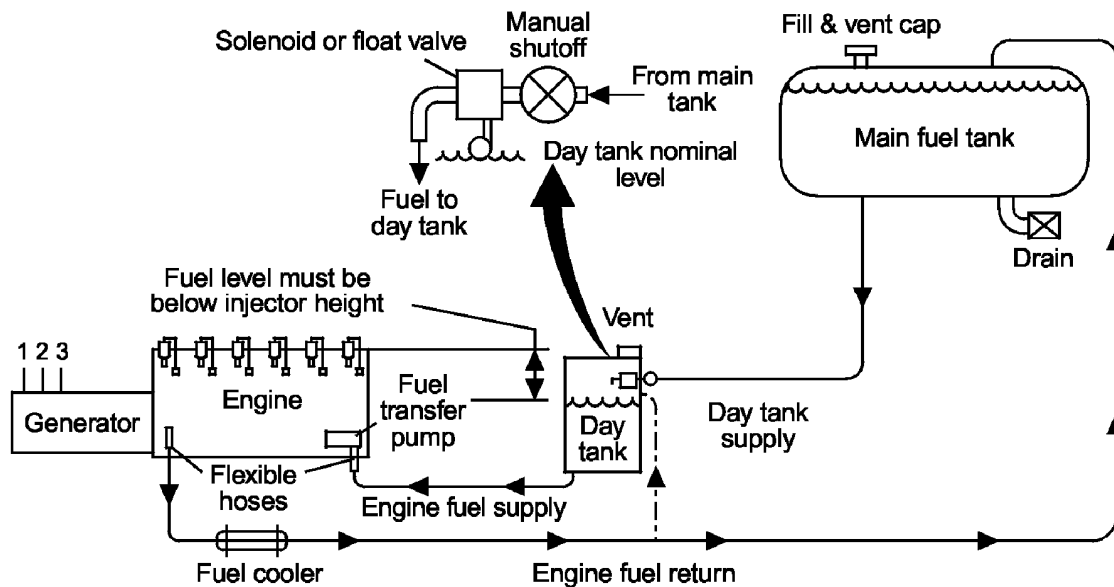 Solenoid or float valve
Manual
shutoff
From main
tank
Fill & vent cap
Main fuel tank
Drain
Day tank nominal
level
Fuel to
day tank
Fuel level must be
below injector height
Vent
1 2 3
Generator
Engine
Fuel
transfer
pump
Day
tank
Day tank
supply
Flexible
hoses
Engine fuel supply
Fuel cooler
Engine fuel return